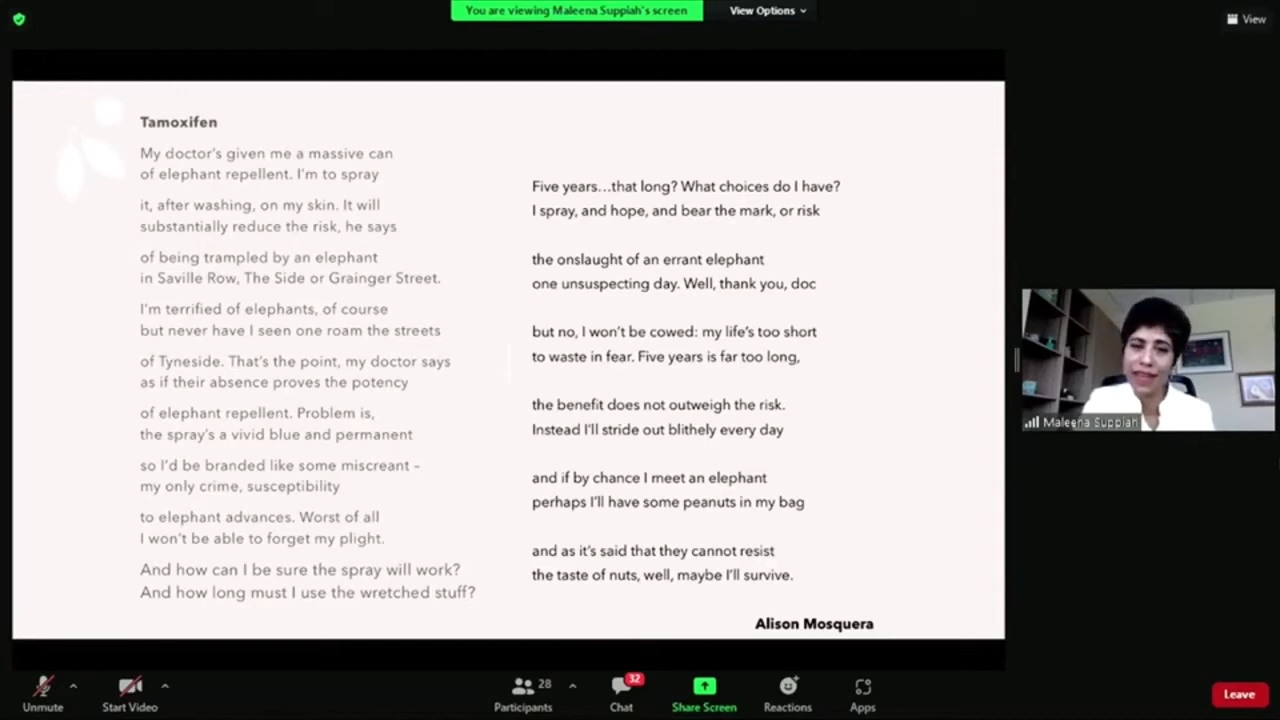 You are viewing Maleena Suppiah's screen
View Options
View
Tamoxifen
My doctor's given me a massive can
of elephant repellent. I'm to spray
it, after washing, on my skin. It will
substantially reduce the risk, he says
of being trampled by an elephant
in Saville Row, The Side or Grainger Street.
I'm terrified of elephants, of course
but never have I seen one roam the streets
of Tyneside. That's the point, my doctor says
as if their absence proves the potency
of elephant repellent. Problem is,
the spray's a vivid blue and permanent
so I'd be branded like some miscreant –
my only crime, susceptibility
to elephant advances. Worst of all
I won't be able to forget my plight.
And how can I be sure the spray will work?
And how long must I use the wretched stuff?
Five years...that long? What choices do I have?
I spray, and hope, and bear the mark, or risk
the onslaught of an errant elephant
one unsuspecting day. Well, thank you, doc
but no, I won't be cowed: my life's too short
to waste in fear. Five years is far too long,
the benefit does not outweigh the risk.
Instead I'll stride out blithely every day
and if by chance I meet an elephant
perhaps I'll have some peanuts in my bag
and as it's said that they cannot resist
the taste of nuts, well, maybe I'll survive.
Alison Mosquera
Maleena Suppiah
Unmute
Start Video
28
Participants
32
Chat
Share Screen
Reactions
Apps
Leave